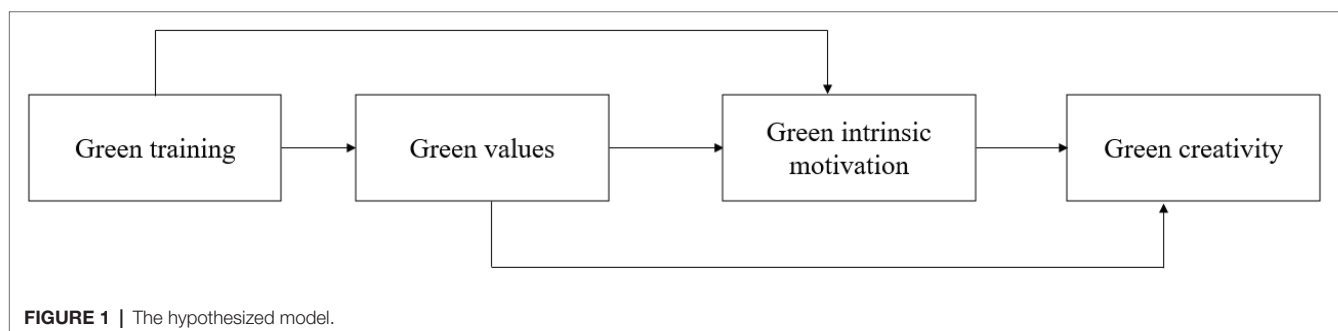 Green training
Green values
Green intrinsic
motivation
Green creativity
FIGURE 1 | The hypothesized model.